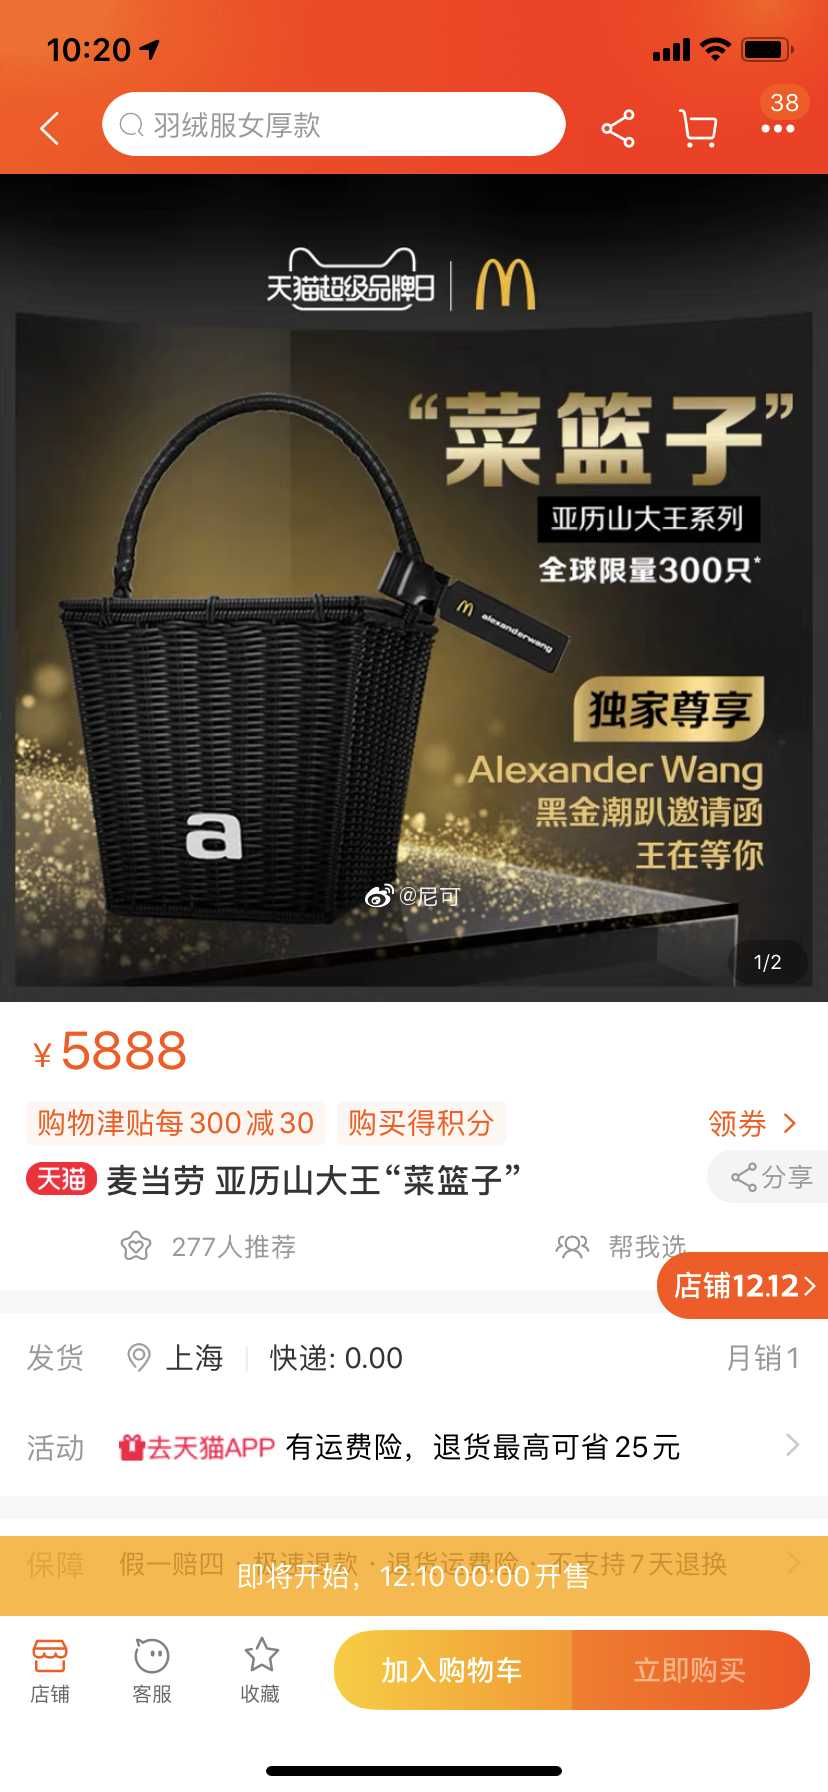 10:20
38
羽绒服女厚款
天猫超级品牌日
“菜篮子”
亚历山大王系列
全球限量300只*
alexanderwang
独家尊享
Alexander Wang
黑金潮趴邀请函
王在等你
a
@尼可
1/2
¥5888
购物津贴每300减30 购买得积分 领券
天猫 麦当劳 亚历山大王“菜篮子” 分享
277人推荐 帮我选
店铺12.12
发货 上海 快递: 0.00 月销1
活动 去天猫APP 有运费险，退货最高可省25元
保障 假一赔四 · 极速退款 · 退货运费险 · 不支持7天退换
即将开始，12.10 00:00开售
店铺 客服 收藏 加入购物车 立即购买